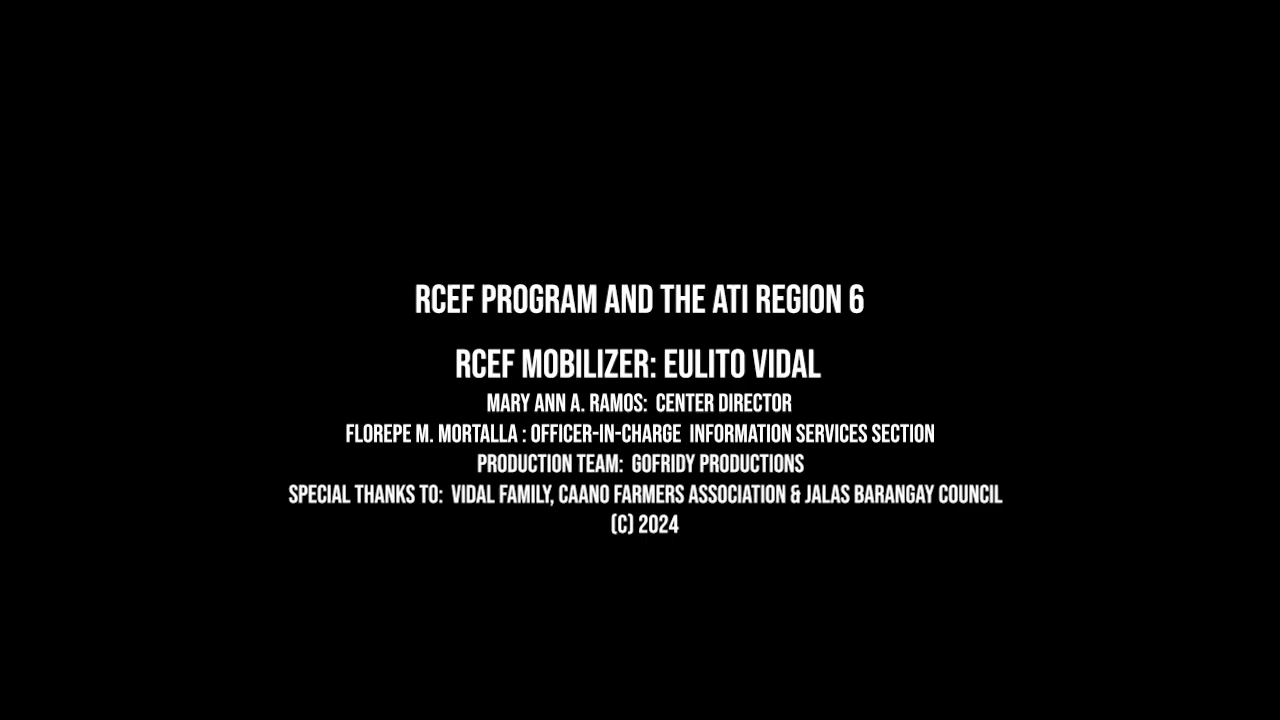 RCEF PROGRAM AND THE ATI REGION 6
RCEF MOBILIZER: EULITO VIDAL
MARY ANN A. RAMOS:  CENTER DIRECTOR
FLOREPE M. MORTALLA : OFFICER-IN-CHARGE  INFORMATION SERVICES SECTION
PRODUCTION TEAM:  GOFRIDY PRODUCTIONS
SPECIAL THANKS TO:  VIDAL FAMILY, CAANO FARMERS ASSOCIATION & JALAS BARANGAY COUNCIL
(C) 2024